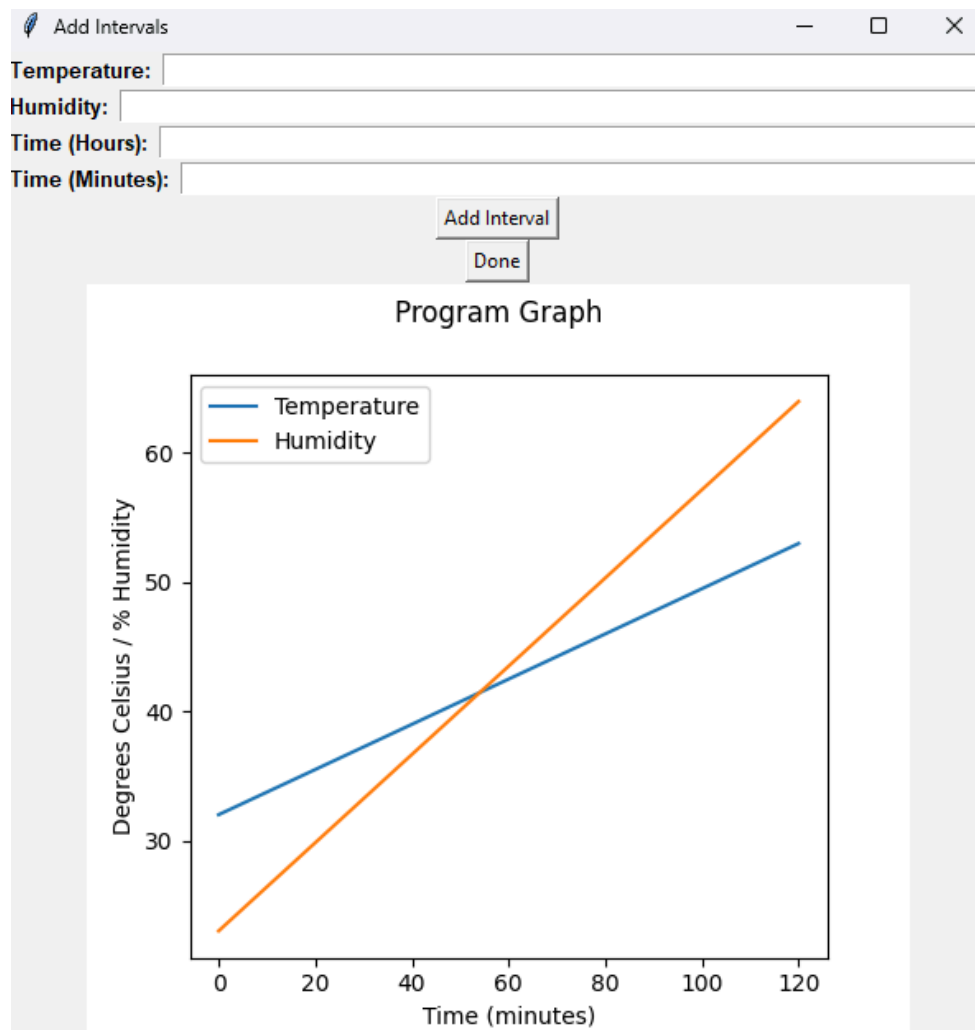 Add Intervals
Temperature:
Humidity:
Time (Hours):
Time (Minutes):
Add Interval
Done
Program Graph
Temperature
Humidity
60
50
40
30
Degrees Celsius / % Humidity
0 20 40 60 80 100 120
Time (minutes)